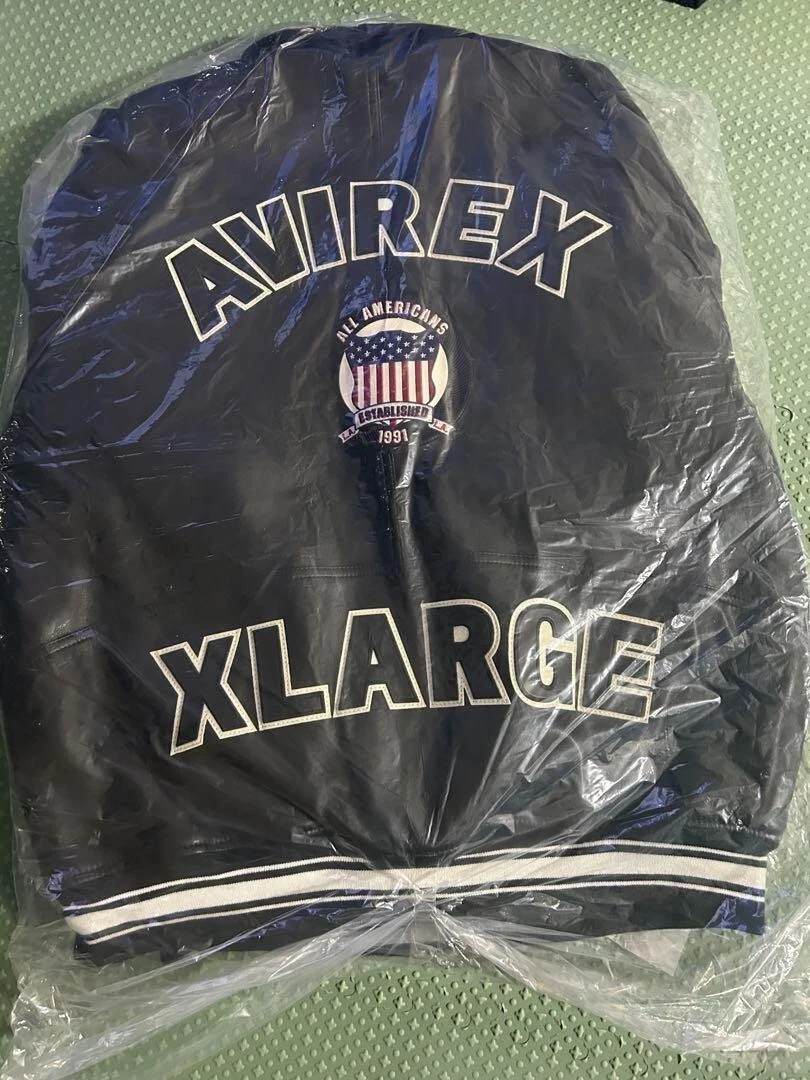 AVIREX
ALL AMERICANS
ESTABLISHED
L.A. 1991 L.A.
XLARGE